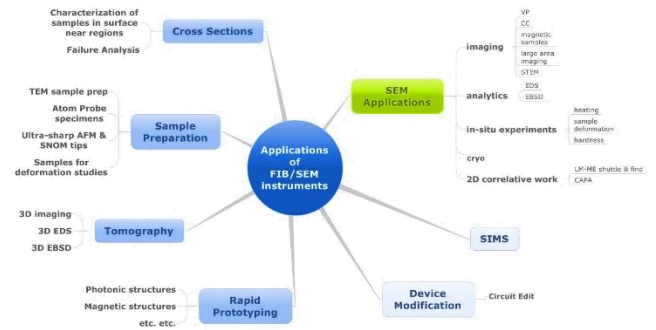 Characterization of
samples in surface
near regions
Failure Analysis
Cross Sections
TEM sample prep
Atom Probe
specimens
Ultra-sharp AFM &
SNOM tips
Samples for
deformation studies
Sample
Preparation
3D imaging
3D EDS
3D EBSD
Tomography
Photonic structures
Magnetic structures
etc. etc.
Rapid
Prototyping
Applications
of
FIB/SEM
instruments
SEM
Applications
imaging
VP
CC
magnetic
samples
large area
imaging
STEM
analytics
EDS
EBSD
in-situ experiments
heating
sample
deformation
hardness
cryo
2D correlative work
LM-ME shuttle & find
CAPA
SIMS
Device
Modification
Circuit Edit